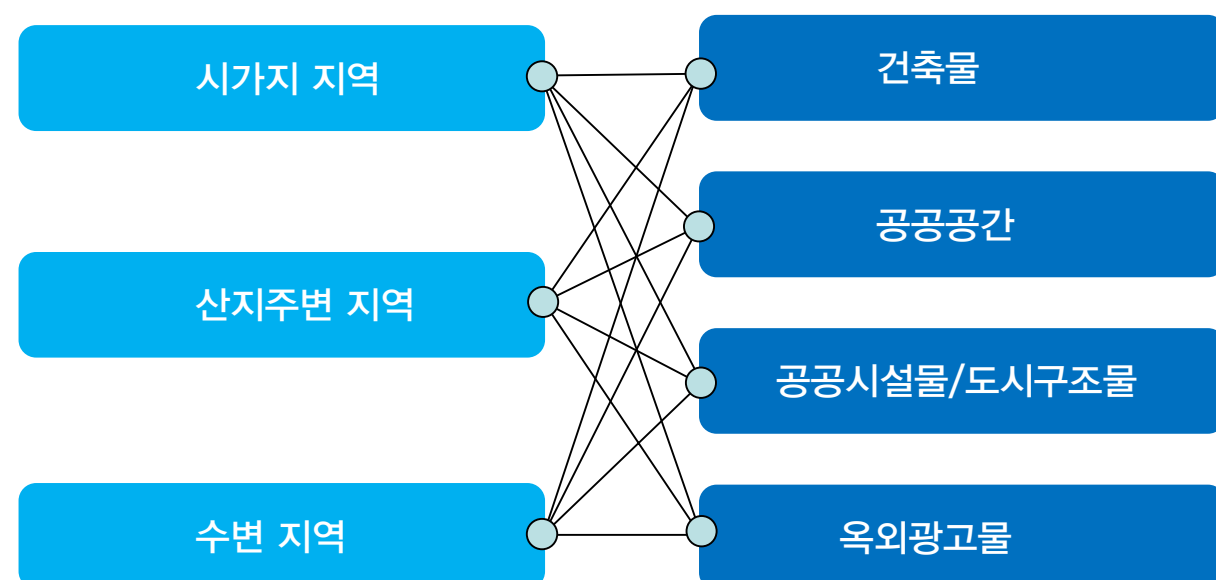 시가지 지역
산지주변 지역
수변 지역
건축물
공공공간
공공시설물/도시구조물
옥외광고물